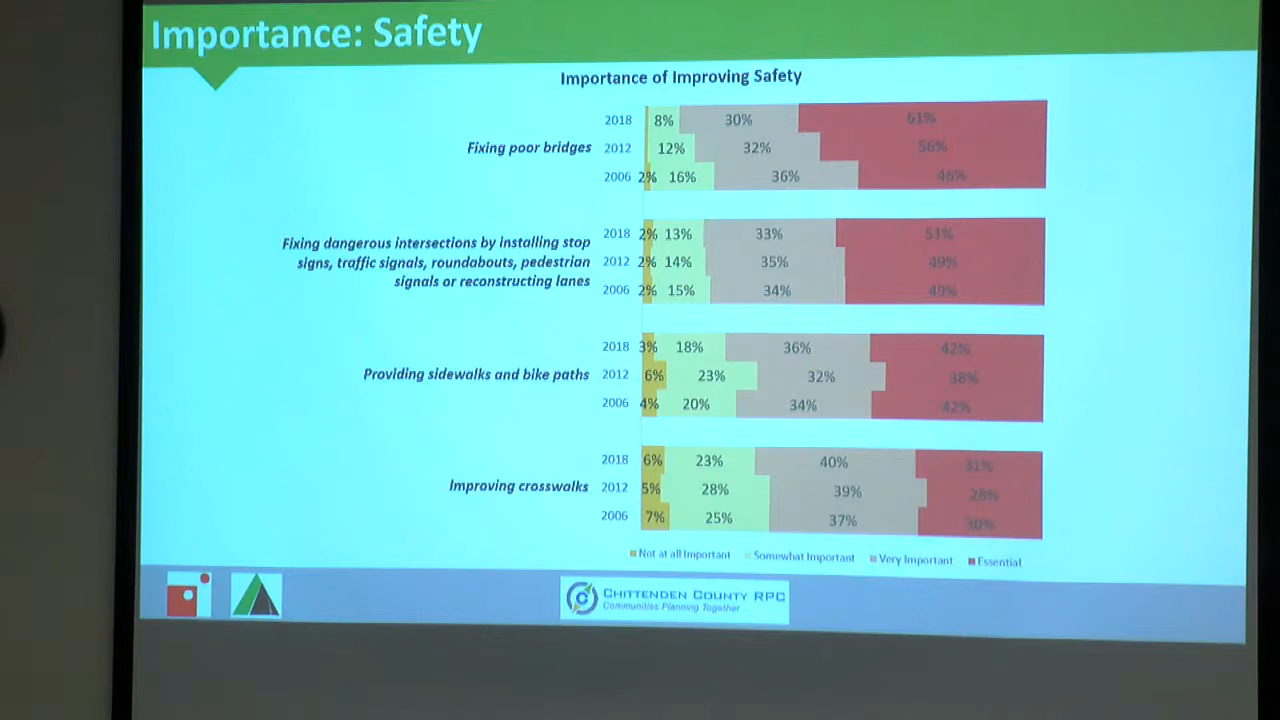 Importance: Safety
Importance of Improving Safety
2018 8% 30% 61%
Fixing poor bridges 2012 12% 32% 56%
2006 2% 16% 36% 46%
2018 2% 13% 33% 51%
Fixing dangerous intersections by installing stop
signs, traffic signals, roundabouts, pedestrian 2012 2% 14% 35% 49%
signals or reconstructing lanes
2006 2% 15% 34% 49%
2018 3% 18% 36% 42%
Providing sidewalks and bike paths 2012 6% 23% 32% 38%
2006 4% 20% 34% 42%
2018 6% 23% 40% 31%
Improving crosswalks 2012 5% 28% 39% 28%
2006 7% 25% 37% 30%
Not at all Important Somewhat Important Very Important Essential
CHITTENDEN COUNTY RPC
Communities Planning Together